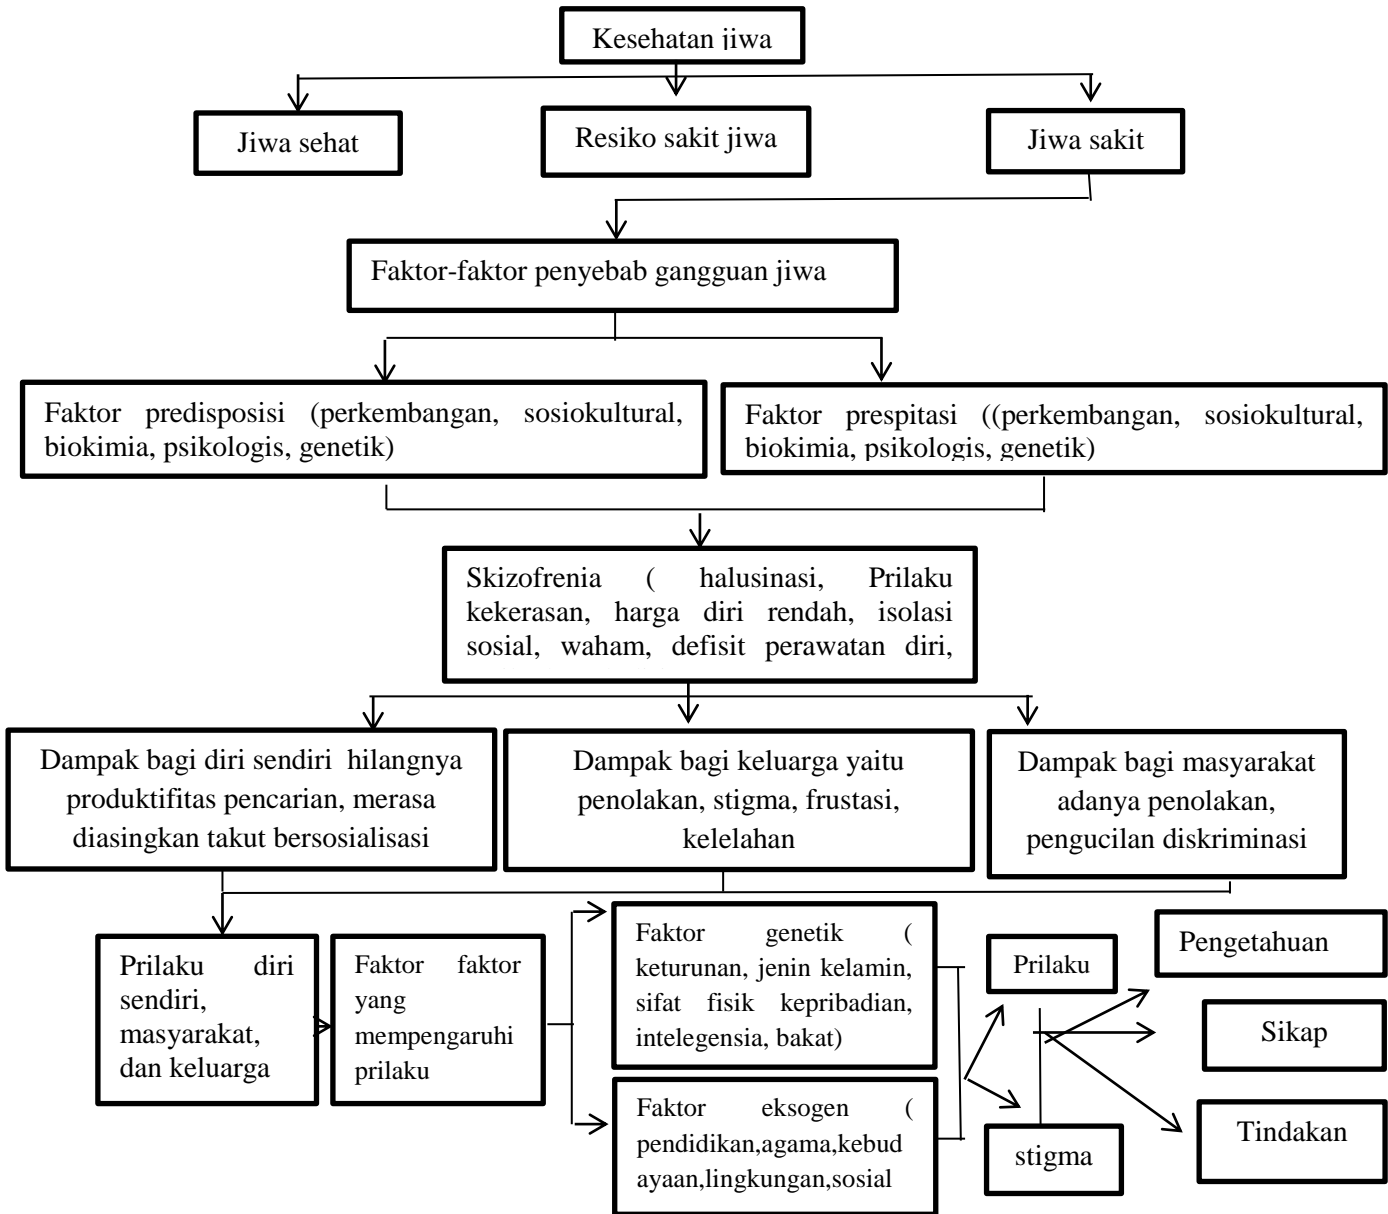 Kesehatan jiwa
Jiwa sehat
Resiko sakit jiwa
Jiwa sakit
Faktor-faktor penyebab gangguan jiwa
Faktor predisposisi (perkembangan, sosiokultural,
biokimia, psikologis, genetik)
Faktor prespitasi ((perkembangan, sosiokultural,
biokimia, psikologis, genetik)
Skizofrenia ( halusinasi, Prilaku
kekerasan, harga diri rendah, isolasi
sosial, waham, defisit perawatan diri,
Dampak bagi diri sendiri hilangnya
produktifitas pencarian, merasa
diasingkan takut bersosialisasi
Dampak bagi keluarga yaitu
penolakan, stigma, frustasi,
kelelahan
Dampak bagi masyarakat
adanya penolakan,
pengucilan diskriminasi
Prilaku diri
sendiri,
masyarakat,
dan keluarga
Faktor faktor
yang
mempengaruhi
prilaku
Faktor genetik (
keturunan, jenin kelamin,
sifat fisik kepribadian,
intelegensia, bakat)
Faktor eksogen (
pendidikan,agama,kebud
ayaan,lingkungan,sosial
Prilaku
stigma
Pengetahuan
Sikap
Tindakan